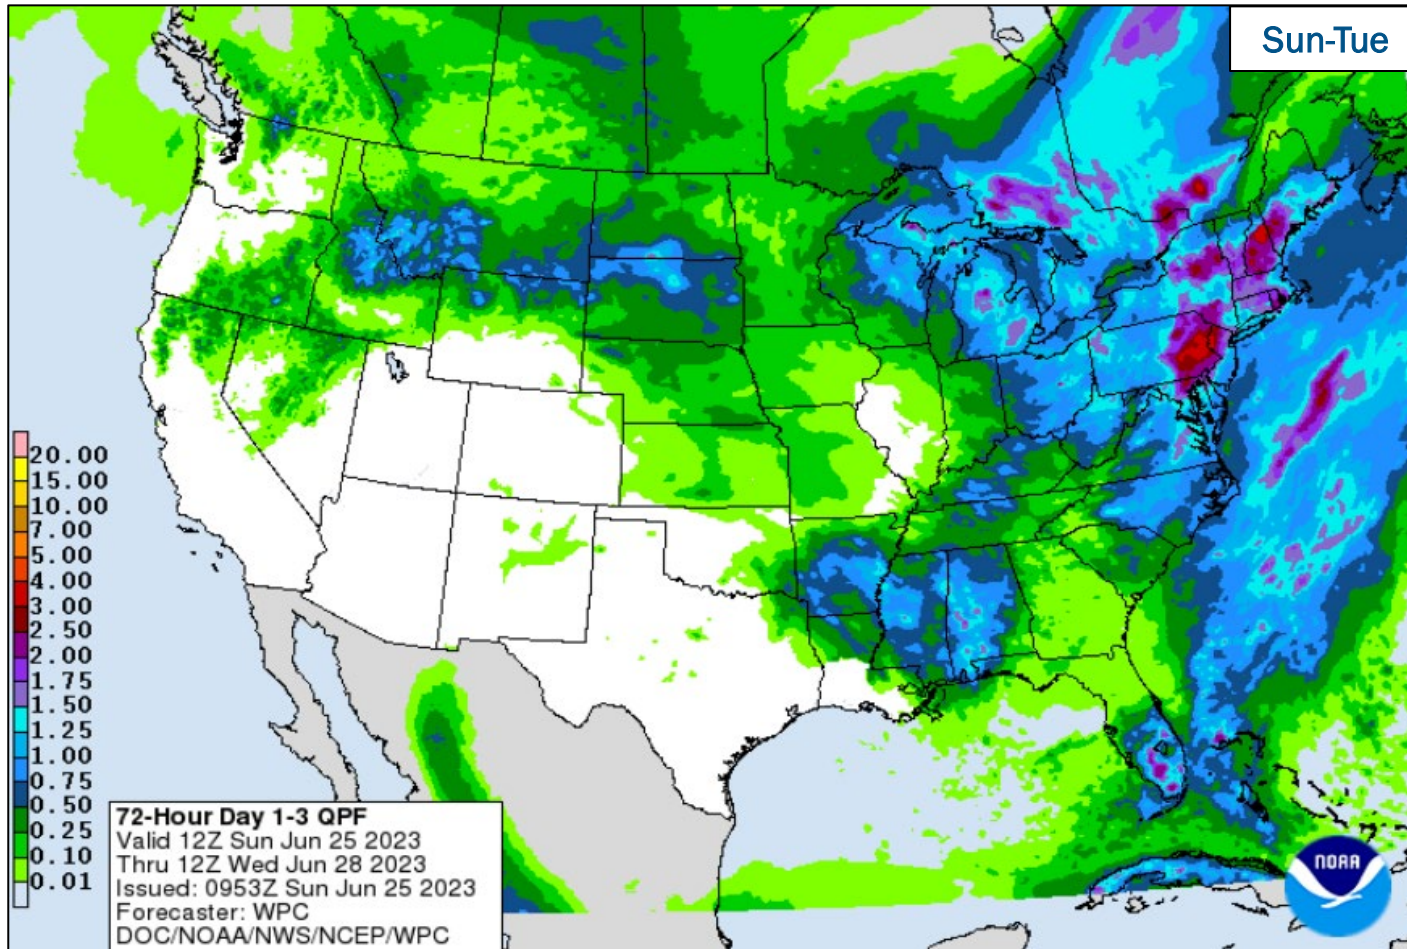 Sun-Tue
20.00
15.00
10.00
7.00
5.00
4.00
3.00
2.50
2.00
1.75
1.50
1.25
1.00
0.75
0.50
0.25
0.10
0.01
72-Hour Day 1-3 QPF
Valid 12Z Sun Jun 25 2023
Thru 12Z Wed Jun 28 2023
Issued: 0953Z Sun Jun 25 2023
Forecaster: WPC
DOC/NOAA/NWS/NCEP/WPC
NOAA